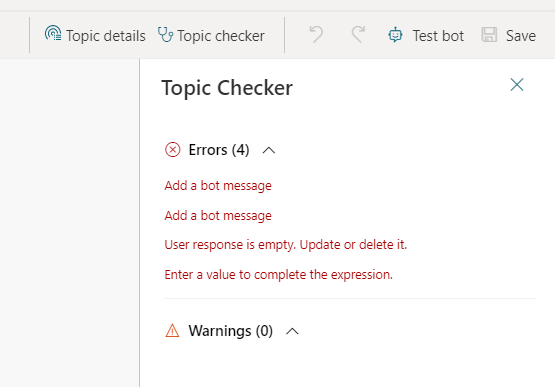 Topic details Topic checker Test bot Save
Topic Checker
Errors (4)
Add a bot message
Add a bot message
User response is empty. Update or delete it.
Enter a value to complete the expression.
Warnings (0)